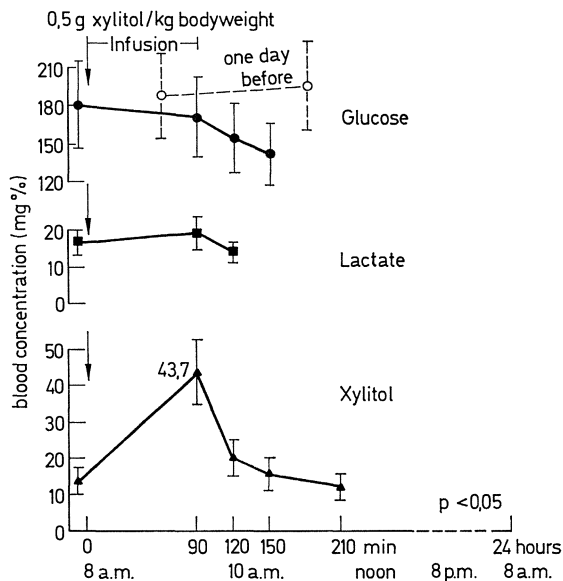 0,5 g xylitol/kg bodyweight
Infusion
one day
before
210
180
150
120
Glucose
20
10
0
Lactate
blood concentration (mg %)
50
40
30
20
10
0
43,7
Xylitol
p <0,05
0 90 120 150 210 min 24 hours
8 a.m. 10 a.m. noon 8 p.m. 8 a.m.